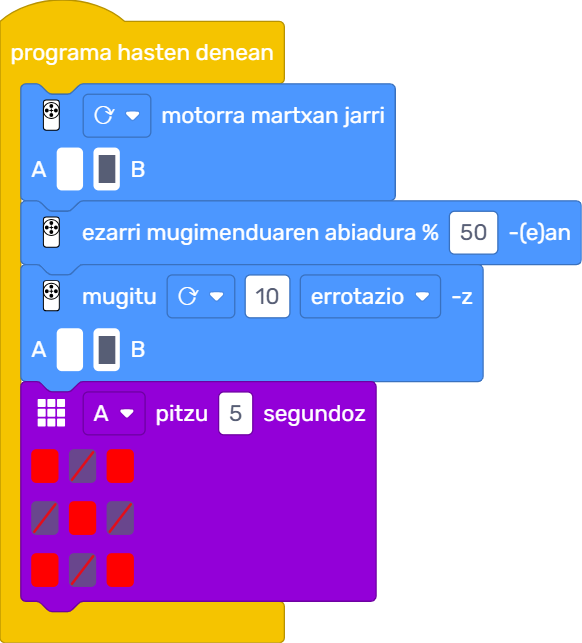 programa hasten denean
motorra martxan jarri
A B
ezarri mugimenduaren abiadura % 50 -(e)an
mugitu 10 errotazio -z
A B
A pitzu 5 segundoz